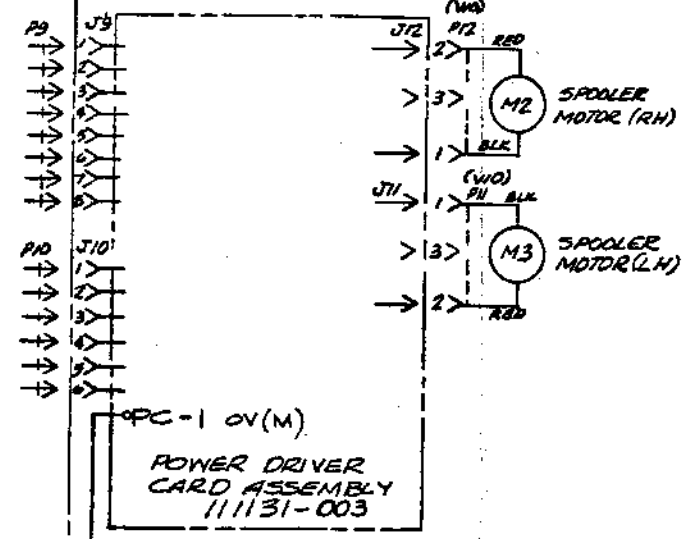 P9 J9
1
2
3
4
5
6
7
8
P10 J10
1
2
3
4
5
6
PC-1 0V(M)
POWER DRIVER
CARD ASSEMBLY
111131-003
J12 2 P12 RED
3
1 BLK
M2
SPOOLER
MOTOR (RH)
(W10)
J11 1 P11 BLK
3
2 RED
M3
SPOOLER
MOTOR (LH)